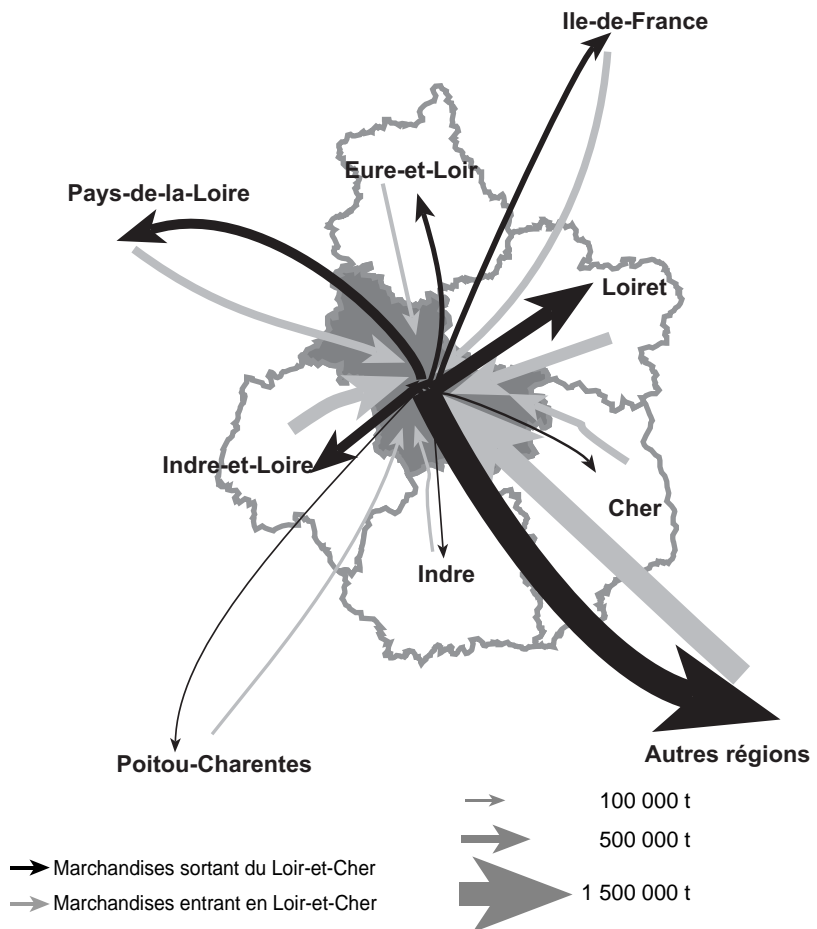 Ile-de-France
Eure-et-Loir
Pays-de-la-Loire
Loiret
Indre-et-Loire
Cher
Indre
Poitou-Charentes
Autres régions
100 000 t
500 000 t
1 500 000 t
Marchandises sortant du Loir-et-Cher
Marchandises entrant en Loir-et-Cher